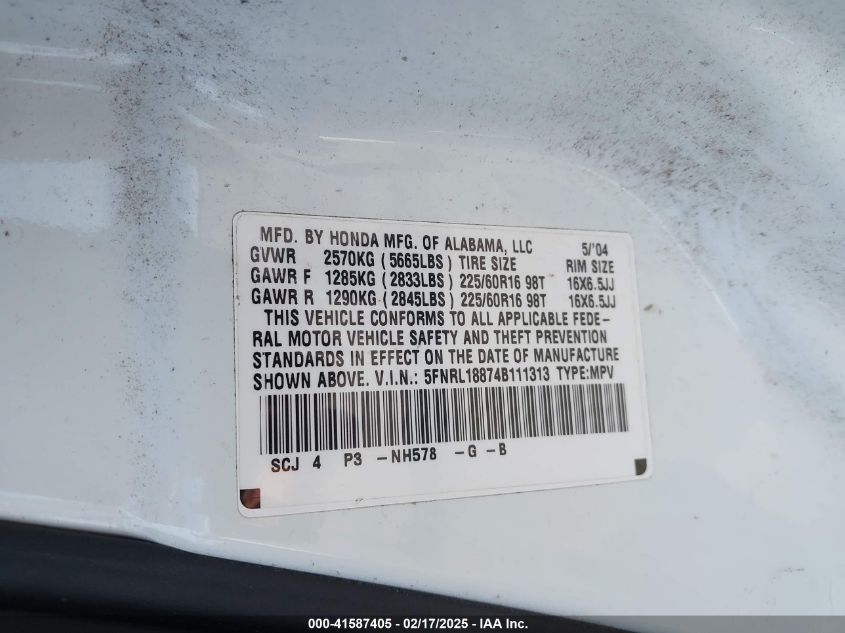 MFD. BY HONDA MFG. OF ALABAMA, LLC 5/'04
GVWR 2570KG (5665LBS) TIRE SIZE RIM SIZE
GAWR F 1285KG (2833LBS) 225/60R16 98T 16X6.5JJ
GAWR R 1290KG (2845LBS) 225/60R16 98T 16X6.5JJ
THIS VEHICLE CONFORMS TO ALL APPLICABLE FEDE-
RAL MOTOR VEHICLE SAFETY AND THEFT PREVENTION
STANDARDS IN EFFECT ON THE DATE OF MANUFACTURE
SHOWN ABOVE. V.I.N.: 5FNRL18874B111313 TYPE:MPV
SCJ 4 P3 -NH578 -G -B
000-41587405 - 02/17/2025 - IAA Inc.